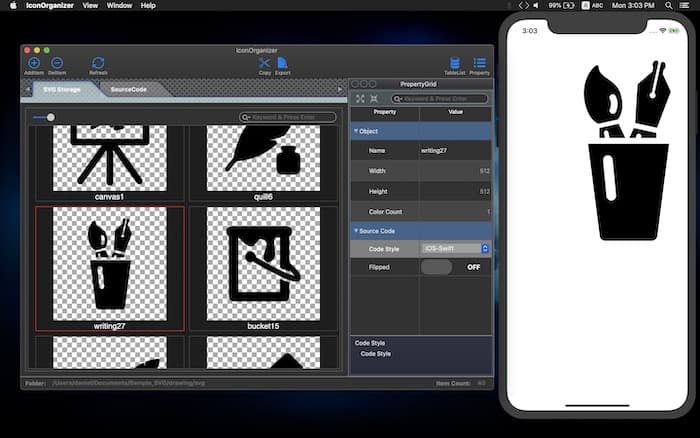 IconOrganizer  Window  Help  99%  A  ABC  Mon 3:03 PM
IconOrganizer
AddItem  DelItem  Refresh  Copy  Export  TableList  Property
SVG Storage  SourceCode
Keyword & Press Enter
canvas1  quill6
writing27  bucket15
Folder: /Users/daniel/Documents/Sample_SVG/drawing/svg  Item Count: 40
PropertyGrid
Keyword & Press Enter
Property  Value
Object
Name  writing27
Width  512
Height  512
Color Count  1
Source Code
Code Style  iOS-Swift
Flipped  OFF
Code Style
Code Style
3:03